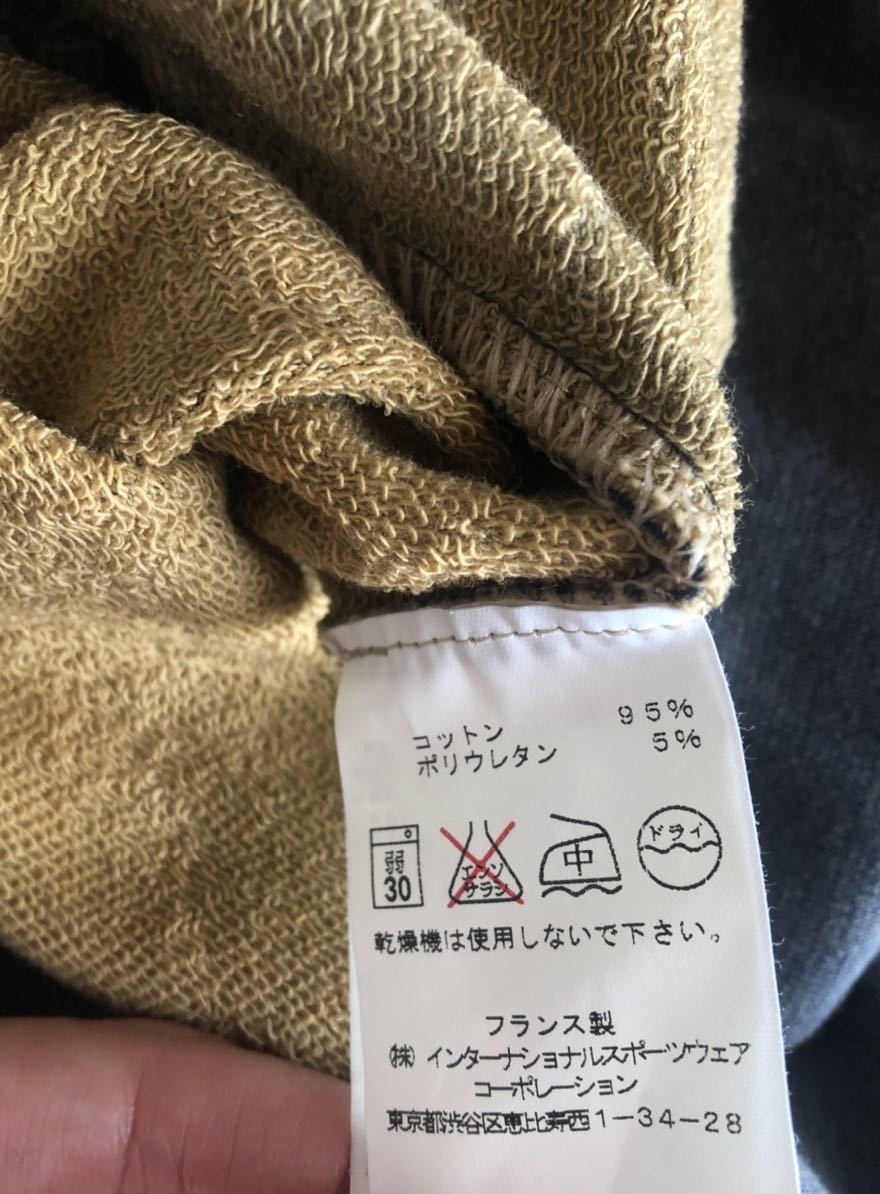 コットン 95%
ポリウレタン 5%
弱
30
エンソ
サラシ
中
ドライ
乾燥機は使用しないで下さい。
フランス製
㈱ インターナショナルスポーツウェア
コーポレーション
東京都渋谷区恵比寿西1-34-28